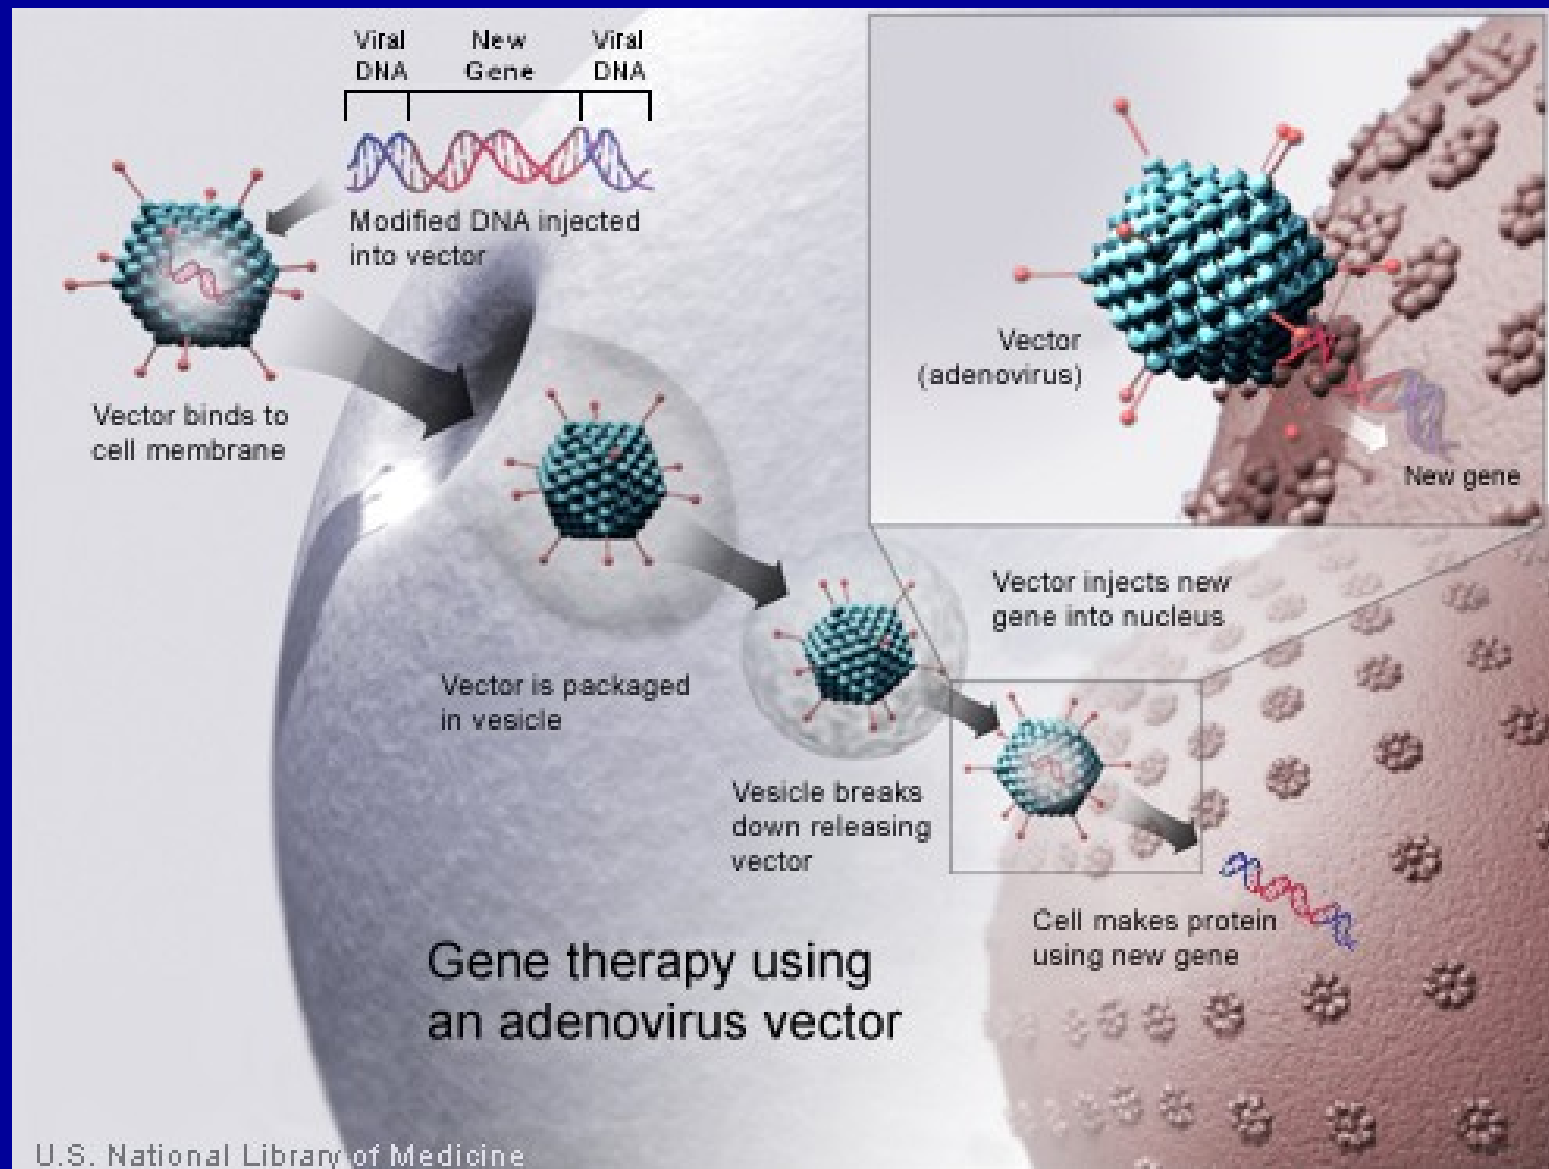 Viral DNA
New Gene
Viral DNA
Modified DNA injected
into vector
Vector binds to
cell membrane
Vector is packaged
in vesicle
Vesicle breaks
down releasing
vector
Vector injects new
gene into nucleus
Cell makes protein
using new gene
Vector
(adenovirus)
New gene
Gene therapy using
an adenovirus vector
U.S. National Library of Medicine